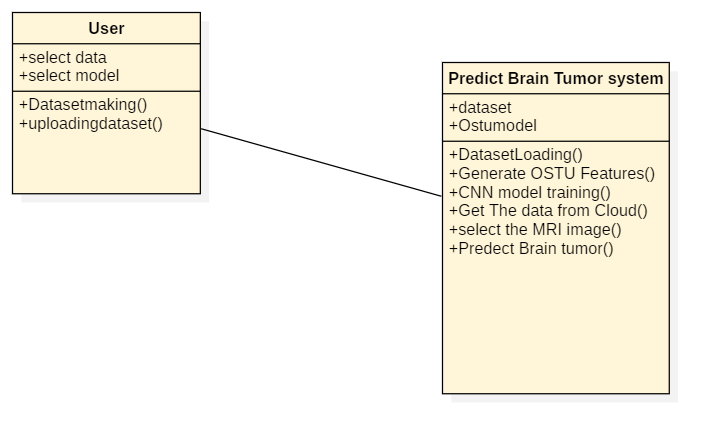 User
+select data
+select model
+Datasetmaking()
+uploadingdataset()
Predict Brain Tumor system
+dataset
+Ostumodel
+DatasetLoading()
+Generate OSTU Features()
+CNN model training()
+Get The data from Cloud()
+select the MRI image()
+Predect Brain tumor()